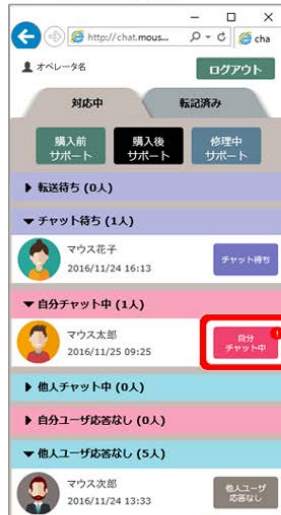 http://chat.mous...
cha
オペレータ名
ログアウト
対応中
転記済み
購入前
サポート
購入後
サポート
修理中
サポート
▶ 転送待ち (0人)
▼ チャット待ち (1人)
マウス花子
2016/11/24 16:13
チャット待ち
▼ 自分チャット中 (1人)
マウス太郎
2016/11/25 09:25
自分
チャット中
!
▶ 他人チャット中 (0人)
▶ 自分ユーザ応答なし (0人)
▼ 他人ユーザ応答なし (5人)
マウス次郎
2016/11/24 13:33
他人ユーザ
応答なし